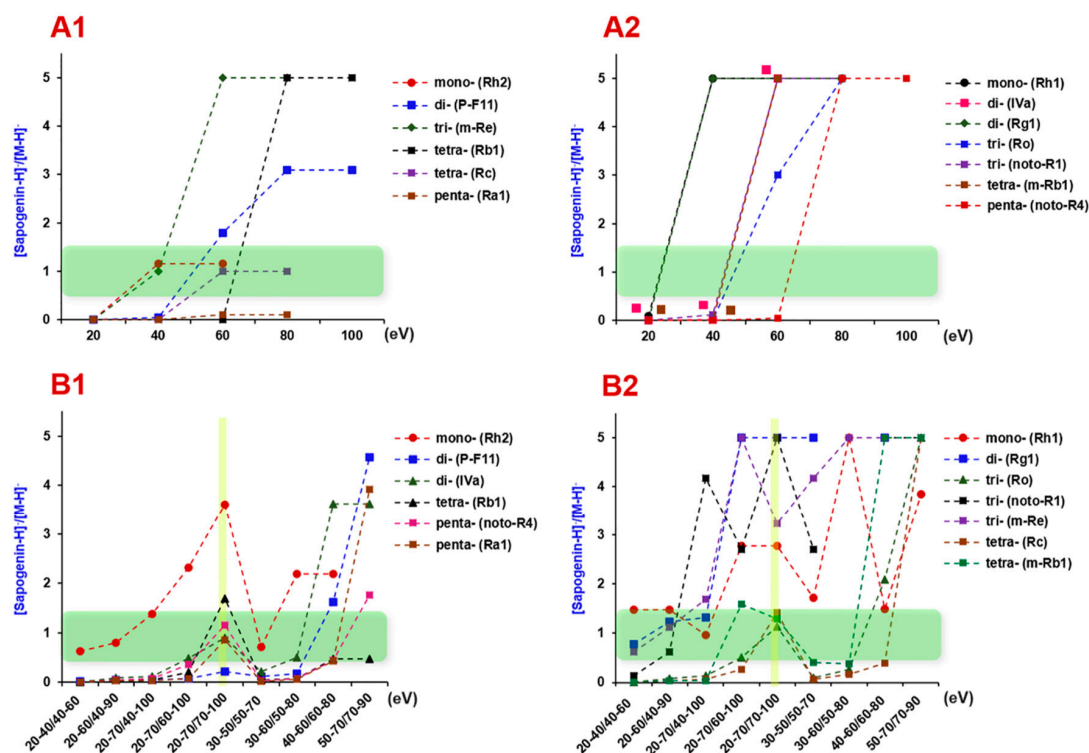 A1
[Sapogenin-H]⁻/[M-H]⁻
5
4
3
2
1
0
20
40
60
80
100
(eV)
mono- (Rh2)
di- (P-F11)
tri- (m-Re)
tetra- (Rb1)
tetra- (Rc)
penta- (Ra1)
A2
[Sapogenin-H]⁻/[M-H]⁻
5
4
3
2
1
0
20
40
60
80
100
(eV)
mono- (Rh1)
di- (IVa)
di- (Rg1)
tri- (Ro)
tri- (noto-R1)
tetra- (m-Rb1)
penta- (noto-R4)
B1
[Sapogenin-H]⁻/[M-H]⁻
5
4
3
2
1
0
20-40/40-60
20-60/40-90
20-70/40-100
20-70/60-100
20-70/70-100
30-50/50-70
30-60/50-80
40-60/60-80
50-70/70-90
(eV)
mono- (Rh2)
di- (P-F11)
di- (IVa)
tetra- (Rb1)
penta- (noto-R4)
penta- (Ra1)
B2
[Sapogenin-H]⁻/[M-H]⁻
5
4
3
2
1
0
20-40/40-60
20-60/40-90
20-70/40-100
20-70/60-100
20-70/70-100
30-50/50-70
30-60/50-80
40-60/60-80
50-70/70-90
(eV)
mono- (Rh1)
di- (Rg1)
tri- (Ro)
tri- (noto-R1)
tri- (m-Re)
tetra- (Rc)
tetra- (m-Rb1)